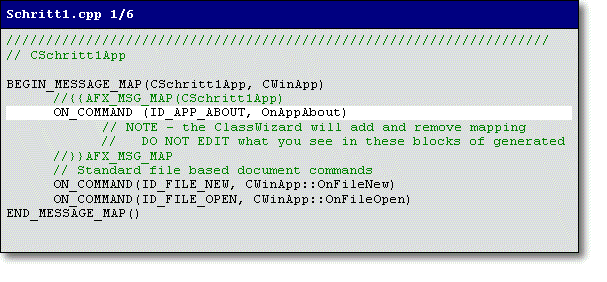 Schritt1.cpp 1/6
/////////////////////////////////////////////////////////////////////
// CSchritt1App
BEGIN_MESSAGE_MAP(CSchritt1App, CWinApp)
//{{AFX_MSG_MAP(CSchritt1App)
ON_COMMAND (ID_APP_ABOUT, OnAppAbout)
// NOTE - the ClassWizard will add and remove mapping
// DO NOT EDIT what you see in these blocks of generated
//}}AFX_MSG_MAP
// Standard file based document commands
ON_COMMAND(ID_FILE_NEW, CWinApp::OnFileNew)
ON_COMMAND(ID_FILE_OPEN, CWinApp::OnFileOpen)
END_MESSAGE_MAP()